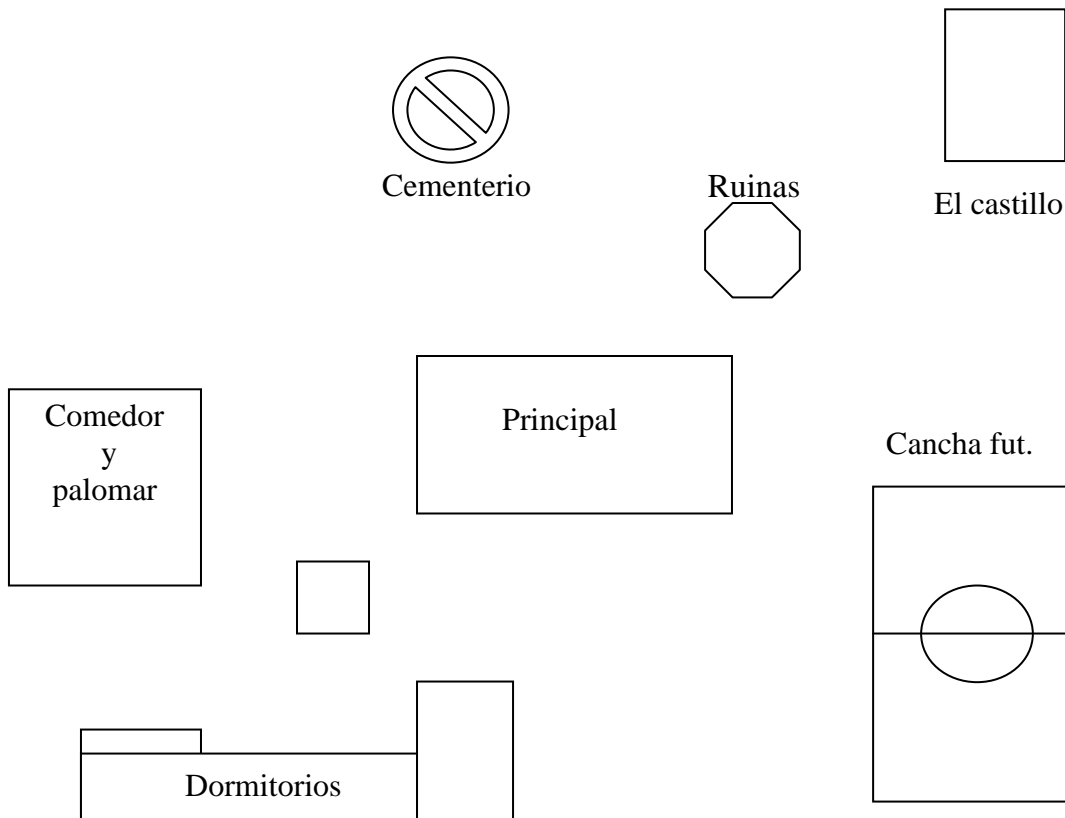 Cementerio
Ruinas
El castillo
Comedor
y
palomar
Principal
Cancha fut.
Dormitorios